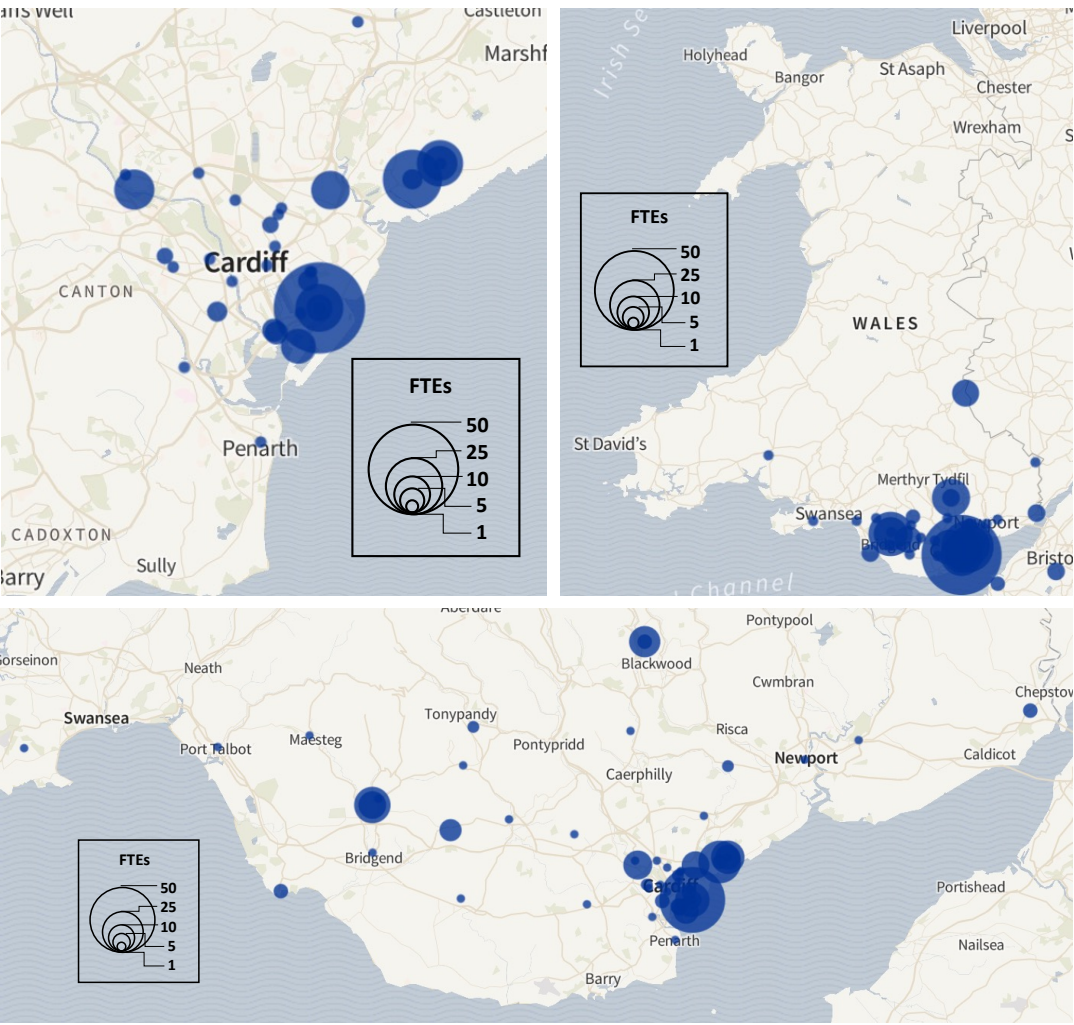 Castleton
Marshf
Cardiff
CANTON
Penarth
CADOXTON
Sully
Barry
FTEs
50
25
10
5
1
Irish Se
Liverpool
Holyhead
Bangor
St Asaph
Chester
Wrexham
FTEs
50
25
10
5
1
WALES
St David's
Merthyr Tydfil
Swansea
Newport
Bridgend
Bristo
l Channel
Aberdare
Pontypool
Gorseinon
Neath
Blackwood
Cwmbran
Chepstow
Swansea
Tonypandy
Port Talbot
Maesteg
Pontypridd
Risca
Newport
Caldicot
Caerphilly
Bridgend
Cardiff
Portishead
Penarth
Nailsea
Barry
FTEs
50
25
10
5
1